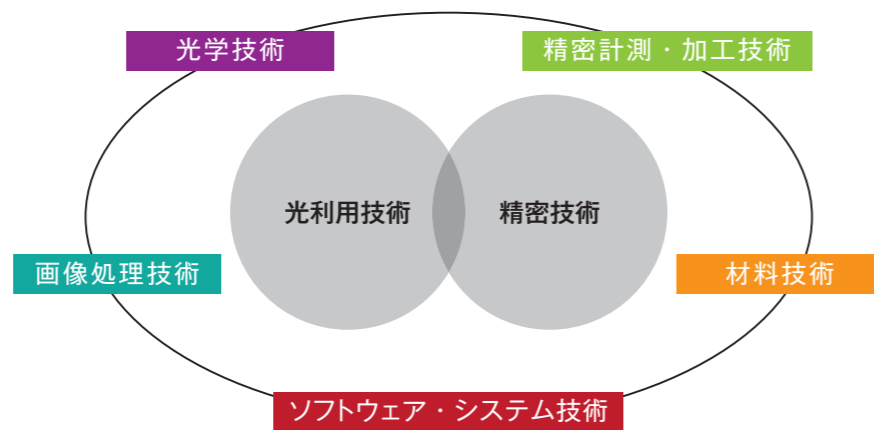 光学技術
精密計測・加工技術
光利用技術
精密技術
画像処理技術
材料技術
ソフトウェア・システム技術